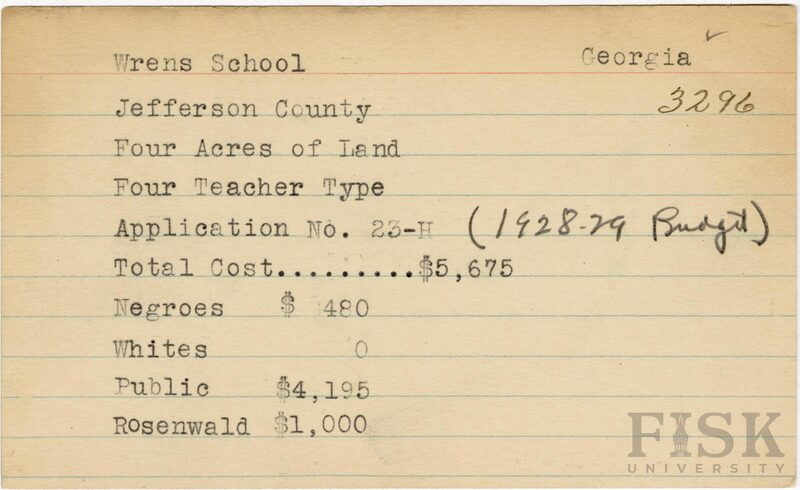 Wrens School Georgia ✓
Jefferson County 3296
Four Acres of Land
Four Teacher Type
Application No. 23-H (1928-29 Budget)
Total Cost..........$5,675
Negroes $ 480
Whites 0
Public $4,195
Rosenwald $1,000
FISK
UNIVERSITY